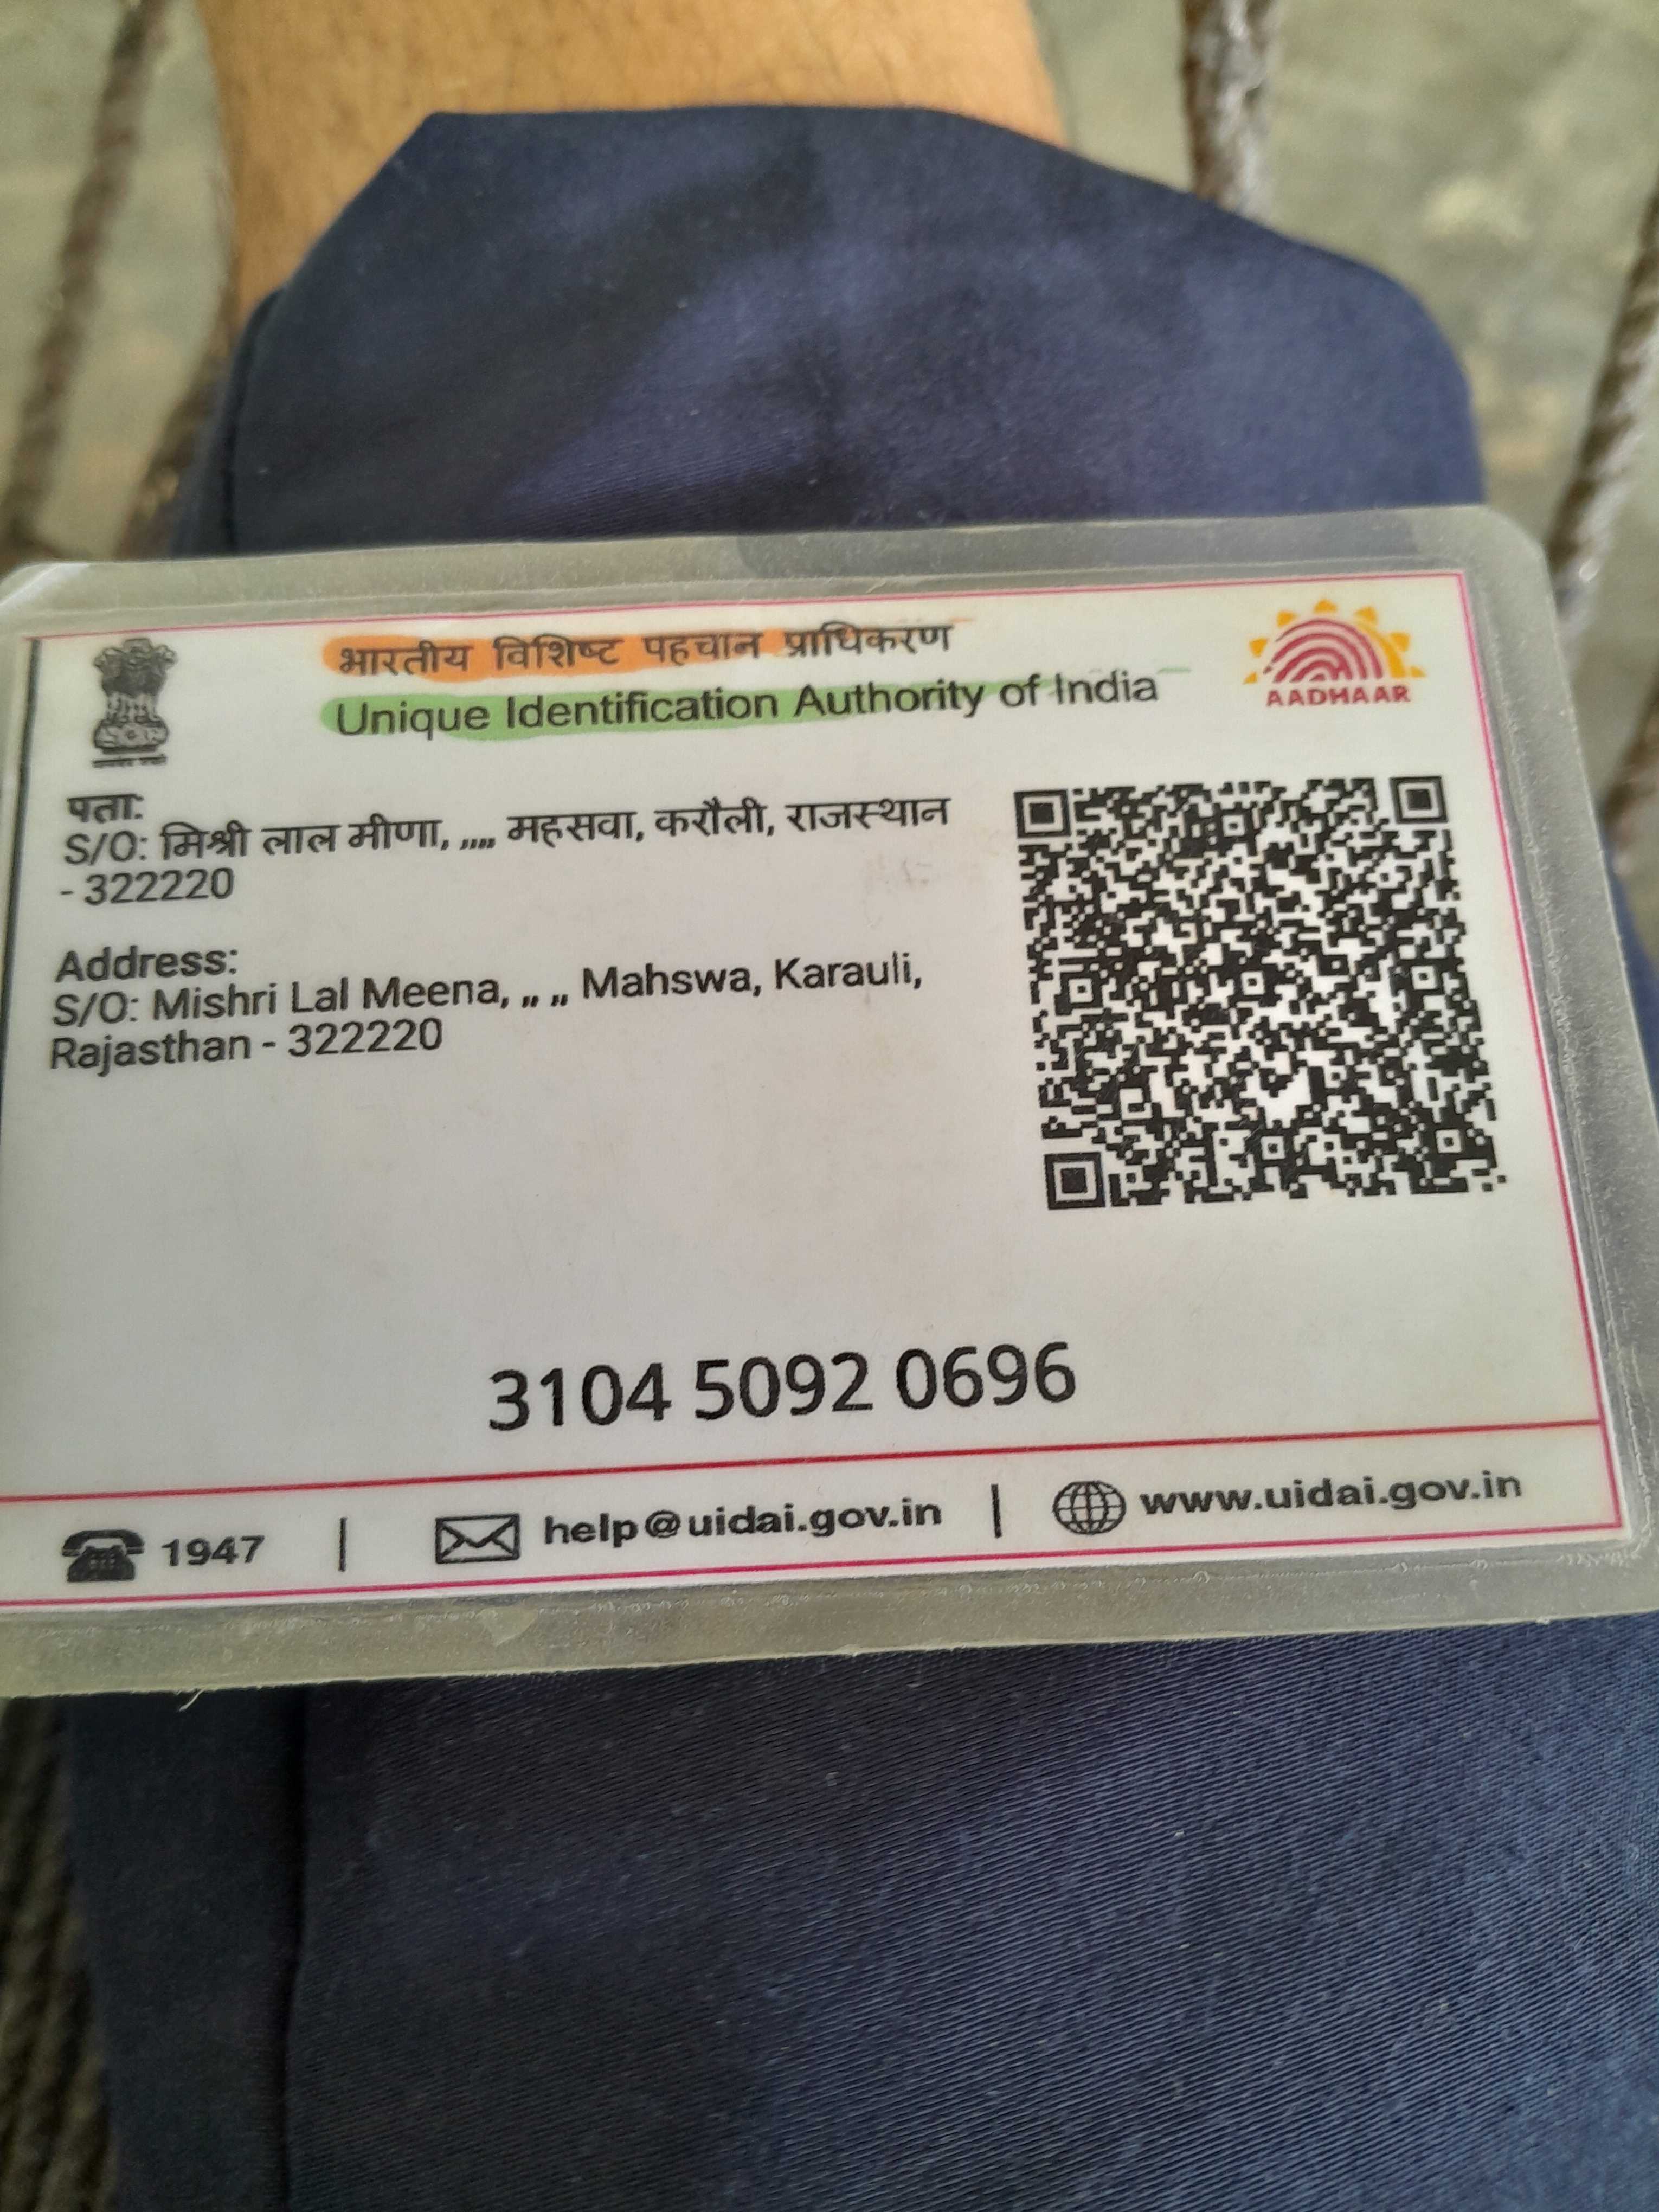 भारतीय विशिष्ट पहचान प्राधिकरण
Unique Identification Authority of India
AADHAAR
पता:
S/O: मिश्री लाल मीणा, ,,,, महसवा, करौली, राजस्थान
- 322220
Address:
S/O: Mishri Lal Meena, ,, ,, Mahswa, Karauli,
Rajasthan - 322220
3104 5092 0696
1947 | help@uidai.gov.in | www.uidai.gov.in